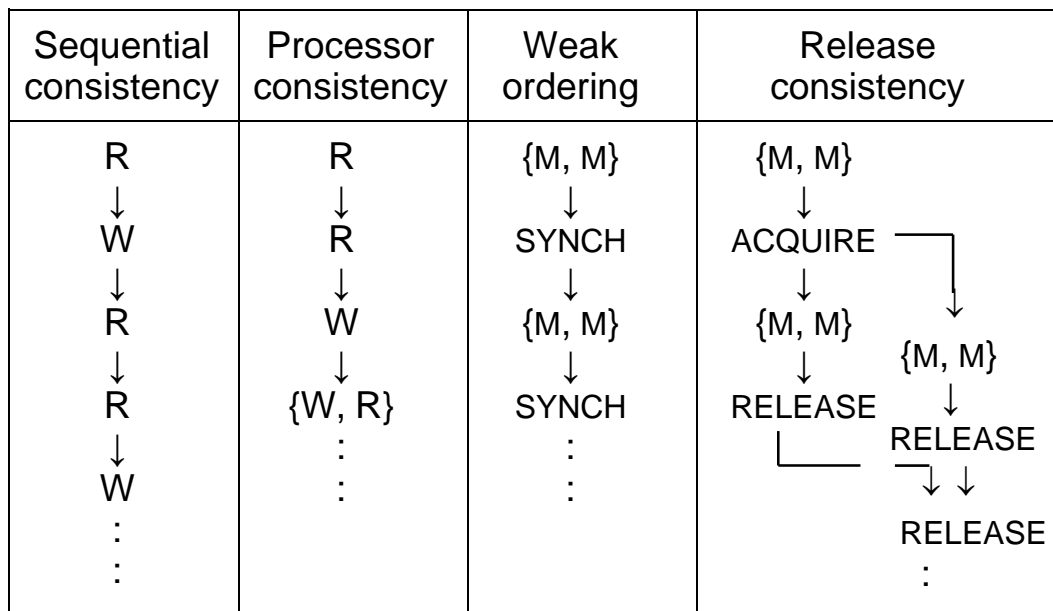 Sequential consistency
Processor consistency
Weak ordering
Release consistency
R
↓
W
↓
R
↓
R
↓
W
:
:
R
↓
R
↓
W
↓
{W, R}
:
:
{M, M}
↓
SYNCH
↓
{M, M}
↓
SYNCH
:
:
{M, M}
↓
ACQUIRE
↓
{M, M}
↓
RELEASE
↓
{M, M}
↓
RELEASE
↓ ↓
RELEASE
: